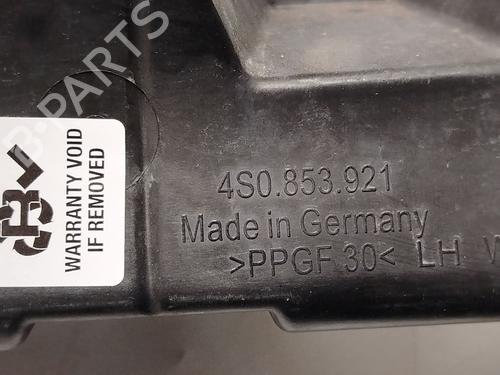 B-PARTS
WARRANTY VOID
IF REMOVED
4S0.853.921
Made in Germany
>PPGF 30< LH